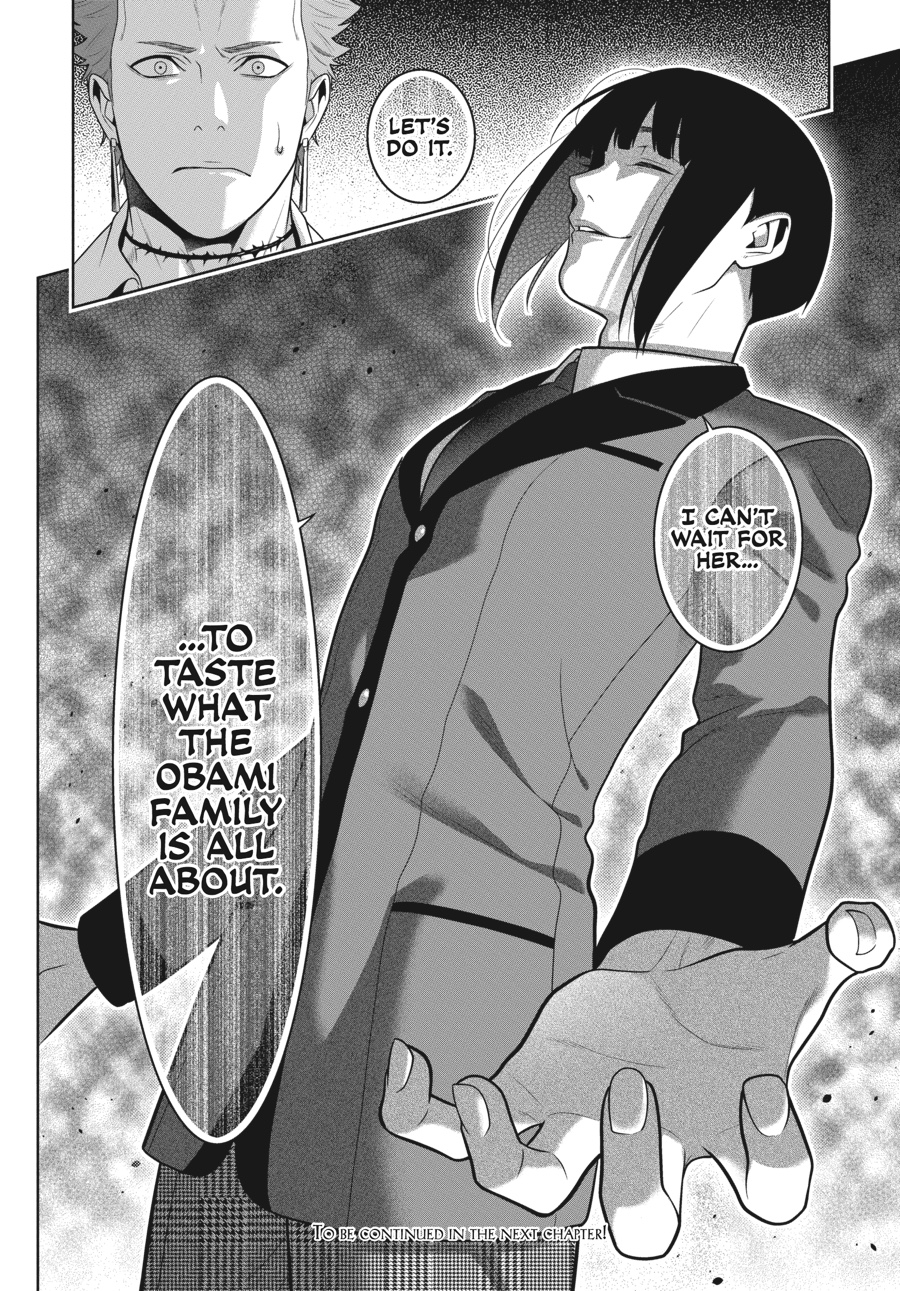 LET'S
DO IT.
I CAN'T
WAIT FOR
HER...
...TO
TASTE
WHAT
THE
OBAMI
FAMILY
IS ALL
ABOUT.
TO BE CONTINUED IN THE NEXT CHAPTER!